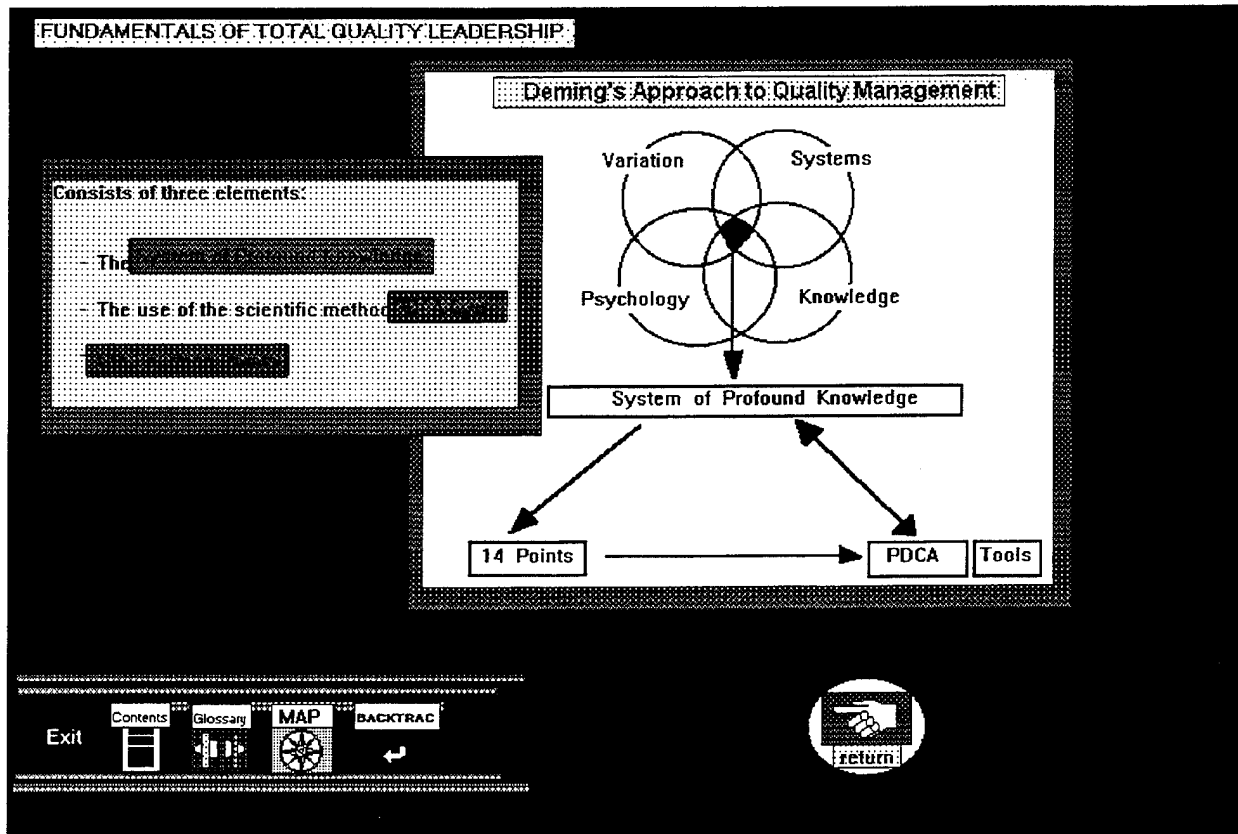 FUNDAMENTALS OF TOTAL QUALITY LEADERSHIP
Deming's Approach to Quality Management
Variation
Systems
Psychology
Knowledge
System of Profound Knowledge
14 Points
PDCA
Tools
Consists of three elements:
- The
- The use of the scientific method
Exit
Contents
Glossary
MAP
BACKTRAC
return